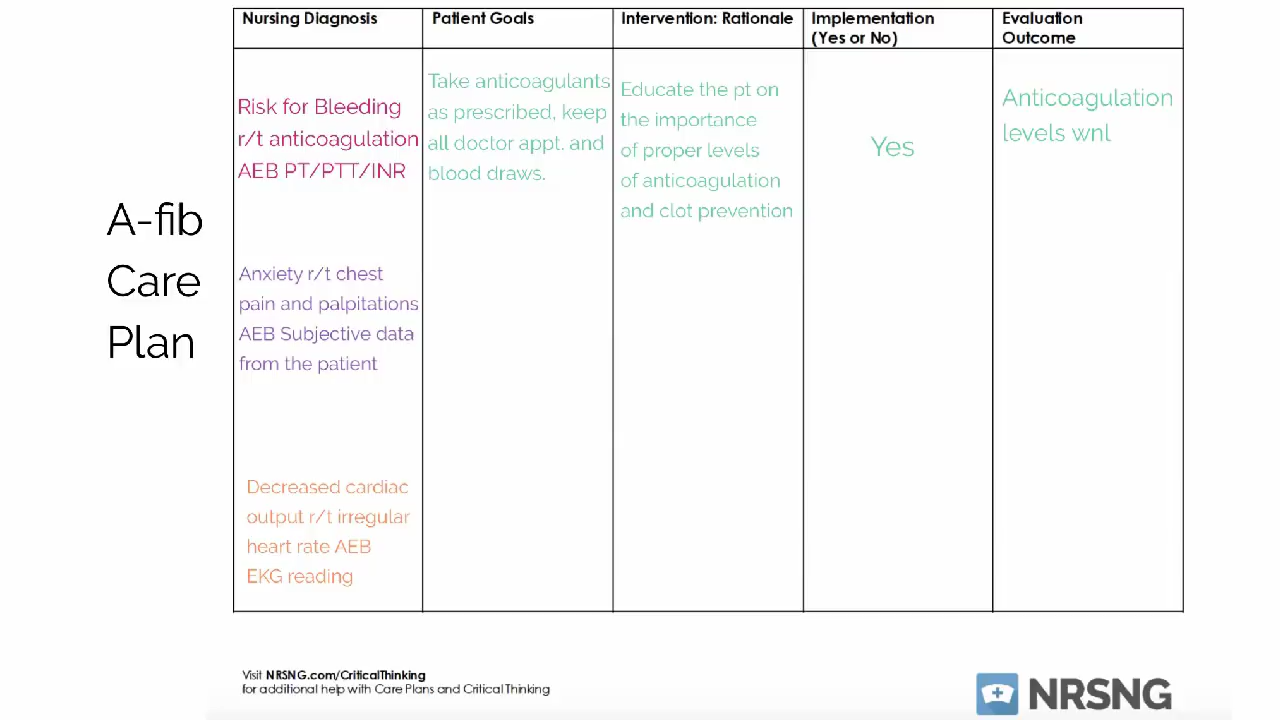 Nursing Diagnosis
Patient Goals
Intervention: Rationale
Implementation
(Yes or No)
Evaluation
Outcome
A-fib
Care
Plan
Risk for Bleeding
r/t anticoagulation
AEB PT/PTT/INR
Take anticoagulants
as prescribed, keep
all doctor appt. and
blood draws.
Educate the pt on
the importance
of proper levels
of anticoagulation
and clot prevention
Yes
Anticoagulation
levels wnl
Anxiety r/t chest
pain and palpitations
AEB Subjective data
from the patient
Decreased cardiac
output r/t irregular
heart rate AEB
EKG reading
Visit NRSNG.com/CriticalThinking
for additional help with Care Plans and Critical Thinking
NRSNG